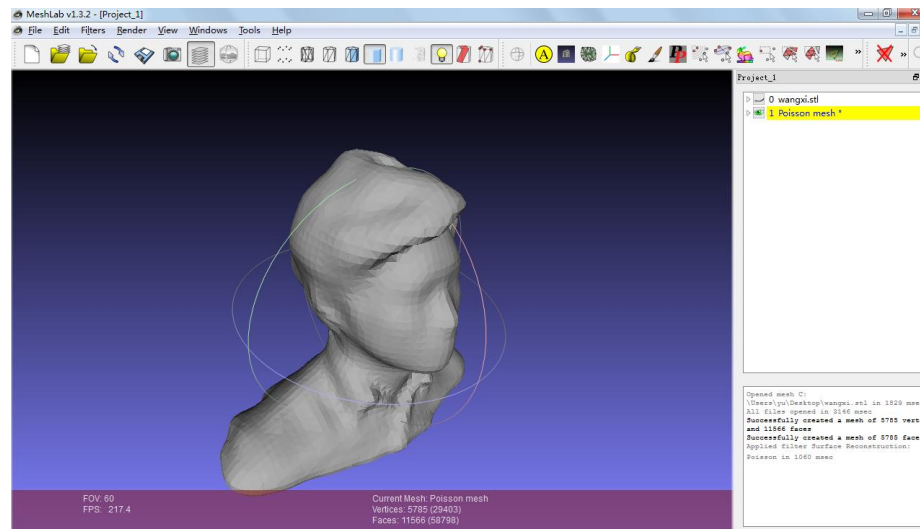 MeshLab v1.3.2 - [Project_1]
File Edit Filters Render View Windows Tools Help
A
Project_1
0 wangxi.stl
1 Poisson mesh *
Opened mesh C:
\Users\yu\Desktop\wangxi.stl in 1829 mse
All files opened in 3166 msec
Successfully created a mesh of 5785 vert
and 11566 faces
Successfully created a mesh of 5785 face
Applied filter Surface Reconstruction:
Poisson in 1060 msec
FOV: 60
FPS: 217.4
Current Mesh: Poisson mesh
Vertices: 5785 (29403)
Faces: 11566 (58798)